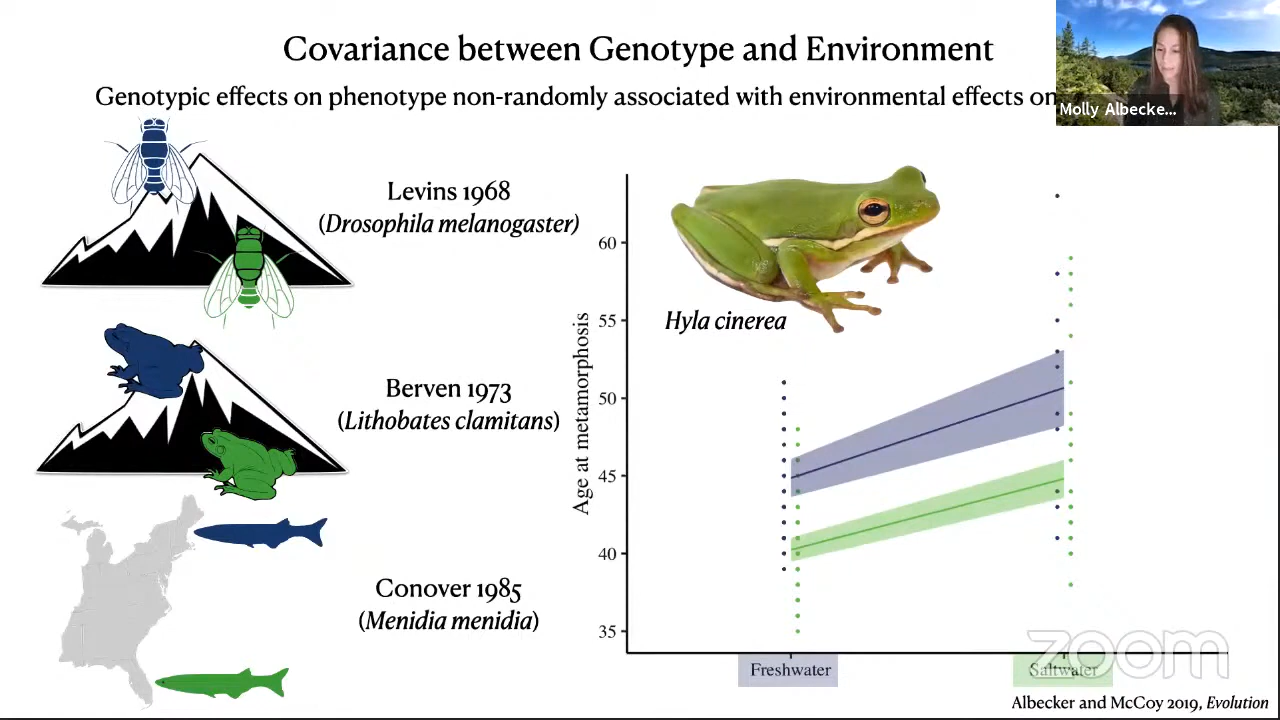 Covariance between Genotype and Environment
Genotypic effects on phenotype non-randomly associated with environmental effects on
Molly Albecke...
Levins 1968
(Drosophila melanogaster)
Berven 1973
(Lithobates clamitans)
Conover 1985
(Menidia menidia)
Hyla cinerea
Age at metamorphosis
60
55
50
45
40
35
Freshwater
Saltwater
zoom
Albecker and McCoy 2019, Evolution